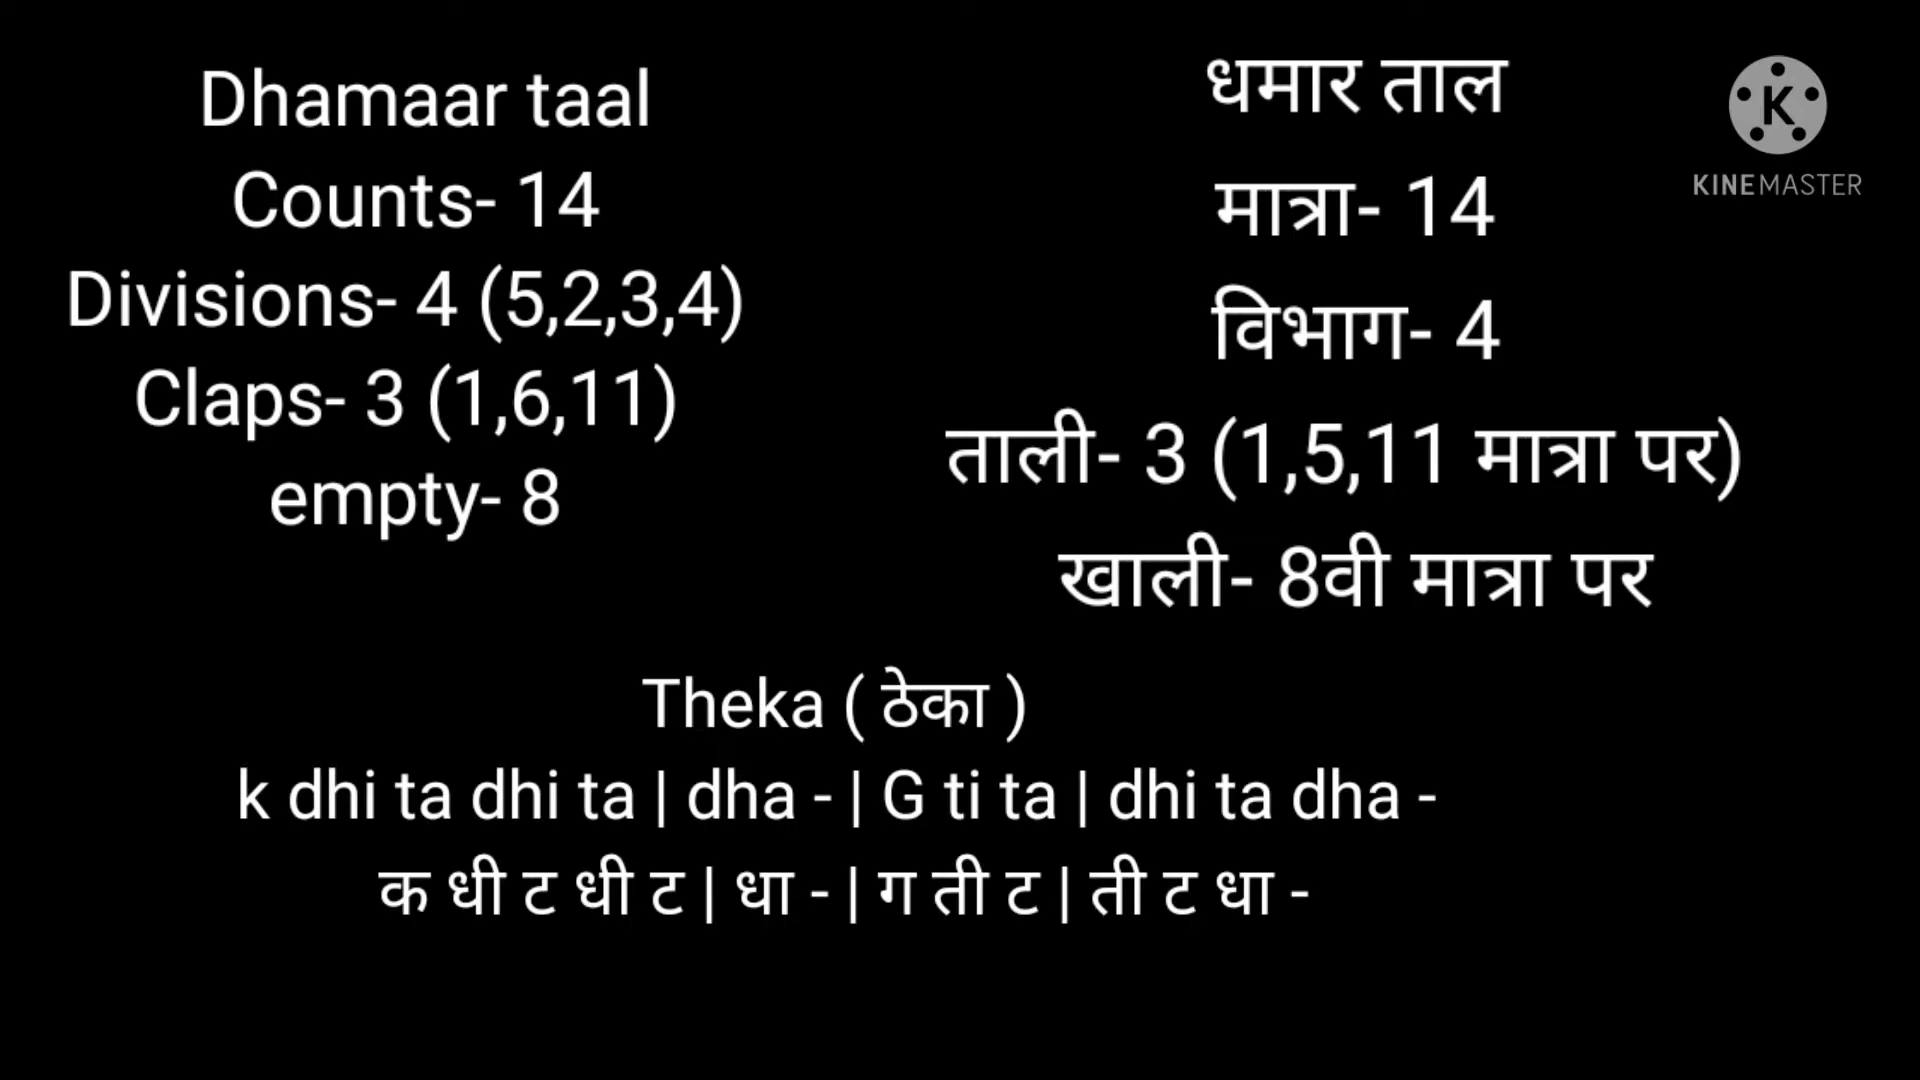 Dhamaar taal
Counts- 14
Divisions- 4 (5,2,3,4)
Claps- 3 (1,6,11)
empty- 8
धमार ताल
मात्रा- 14
विभाग- 4
ताली- 3 (1,5,11 मात्रा पर)
खाली- 8वी मात्रा पर
K
KINEMASTER
Theka ( ठेका )
k dhi ta dhi ta | dha - | G ti ta | dhi ta dha -
क धी ट धी ट | धा - | ग ती ट | ती ट धा -